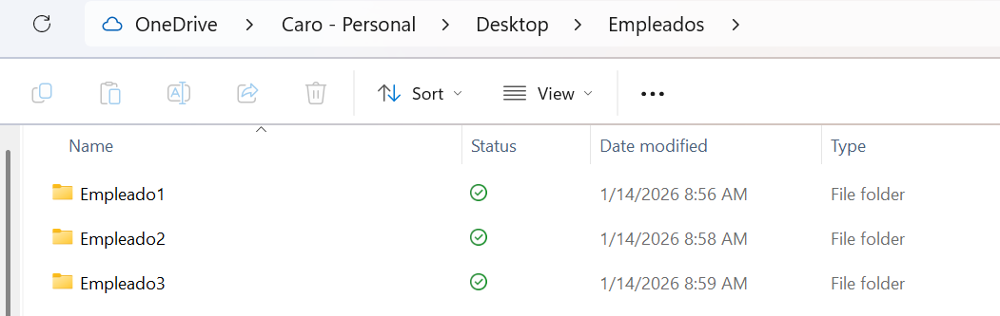 OneDrive > Caro - Personal > Desktop > Empleados >
Sort View ...
Name Status Date modified Type
Empleado1 1/14/2026 8:56 AM File folder
Empleado2 1/14/2026 8:58 AM File folder
Empleado3 1/14/2026 8:59 AM File folder